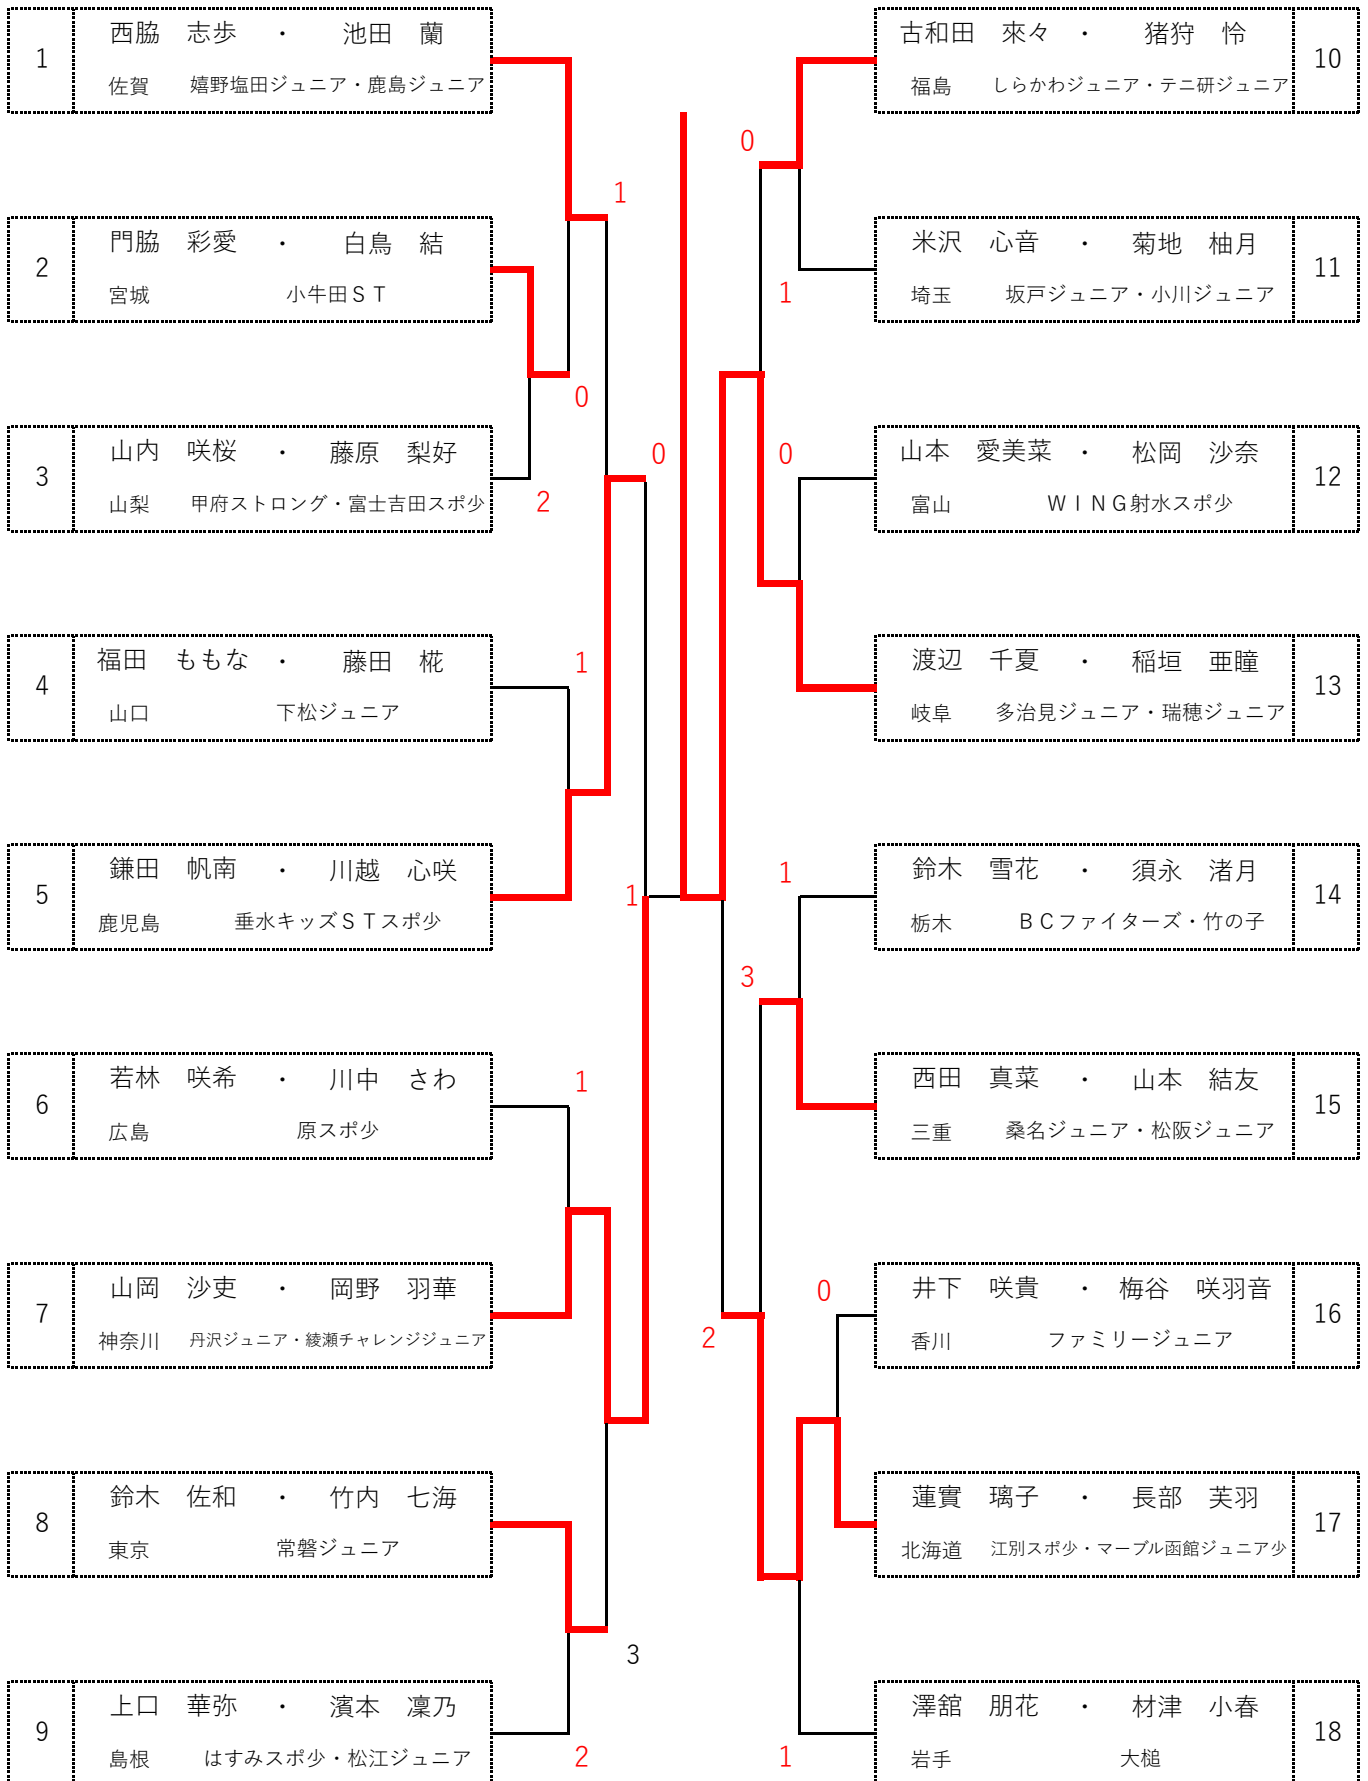 1
西脇 志歩 ・ 池田 蘭
佐賀 嬉野塩田ジュニア・鹿島ジュニア
2
門脇 彩愛 ・ 白鳥 結
宮城 小牛田ＳＴ
3
山内 咲桜 ・ 藤原 梨好
山梨 甲府ストロング・富士吉田スポ少
4
福田 ももな ・ 藤田 椛
山口 下松ジュニア
5
鎌田 帆南 ・ 川越 心咲
鹿児島 垂水キッズＳＴスポ少
6
若林 咲希 ・ 川中 さわ
広島 原スポ少
7
山岡 沙吏 ・ 岡野 羽華
神奈川 丹沢ジュニア・綾瀬チャレンジジュニア
8
鈴木 佐和 ・ 竹内 七海
東京 常磐ジュニア
9
上口 華弥 ・ 濱本 凜乃
島根 はすみスポ少・松江ジュニア
1
0
2
0
1
1
1
3
2
0
1
0
1
3
0
2
1
古和田 來々 ・ 猪狩 怜
福島 しらかわジュニア・テニ研ジュニア
10
米沢 心音 ・ 菊地 柚月
埼玉 坂戸ジュニア・小川ジュニア
11
山本 愛美菜 ・ 松岡 沙奈
富山 ＷＩＮＧ射水スポ少
12
渡辺 千夏 ・ 稲垣 亜瞳
岐阜 多治見ジュニア・瑞穂ジュニア
13
鈴木 雪花 ・ 須永 渚月
栃木 ＢＣファイターズ・竹の子
14
西田 真菜 ・ 山本 結友
三重 桑名ジュニア・松阪ジュニア
15
井下 咲貴 ・ 梅谷 咲羽音
香川 ファミリージュニア
16
蓮實 璃子 ・ 長部 芙羽
北海道 江別スポ少・マーブル函館ジュニア少
17
澤舘 朋花 ・ 材津 小春
岩手 大槌
18